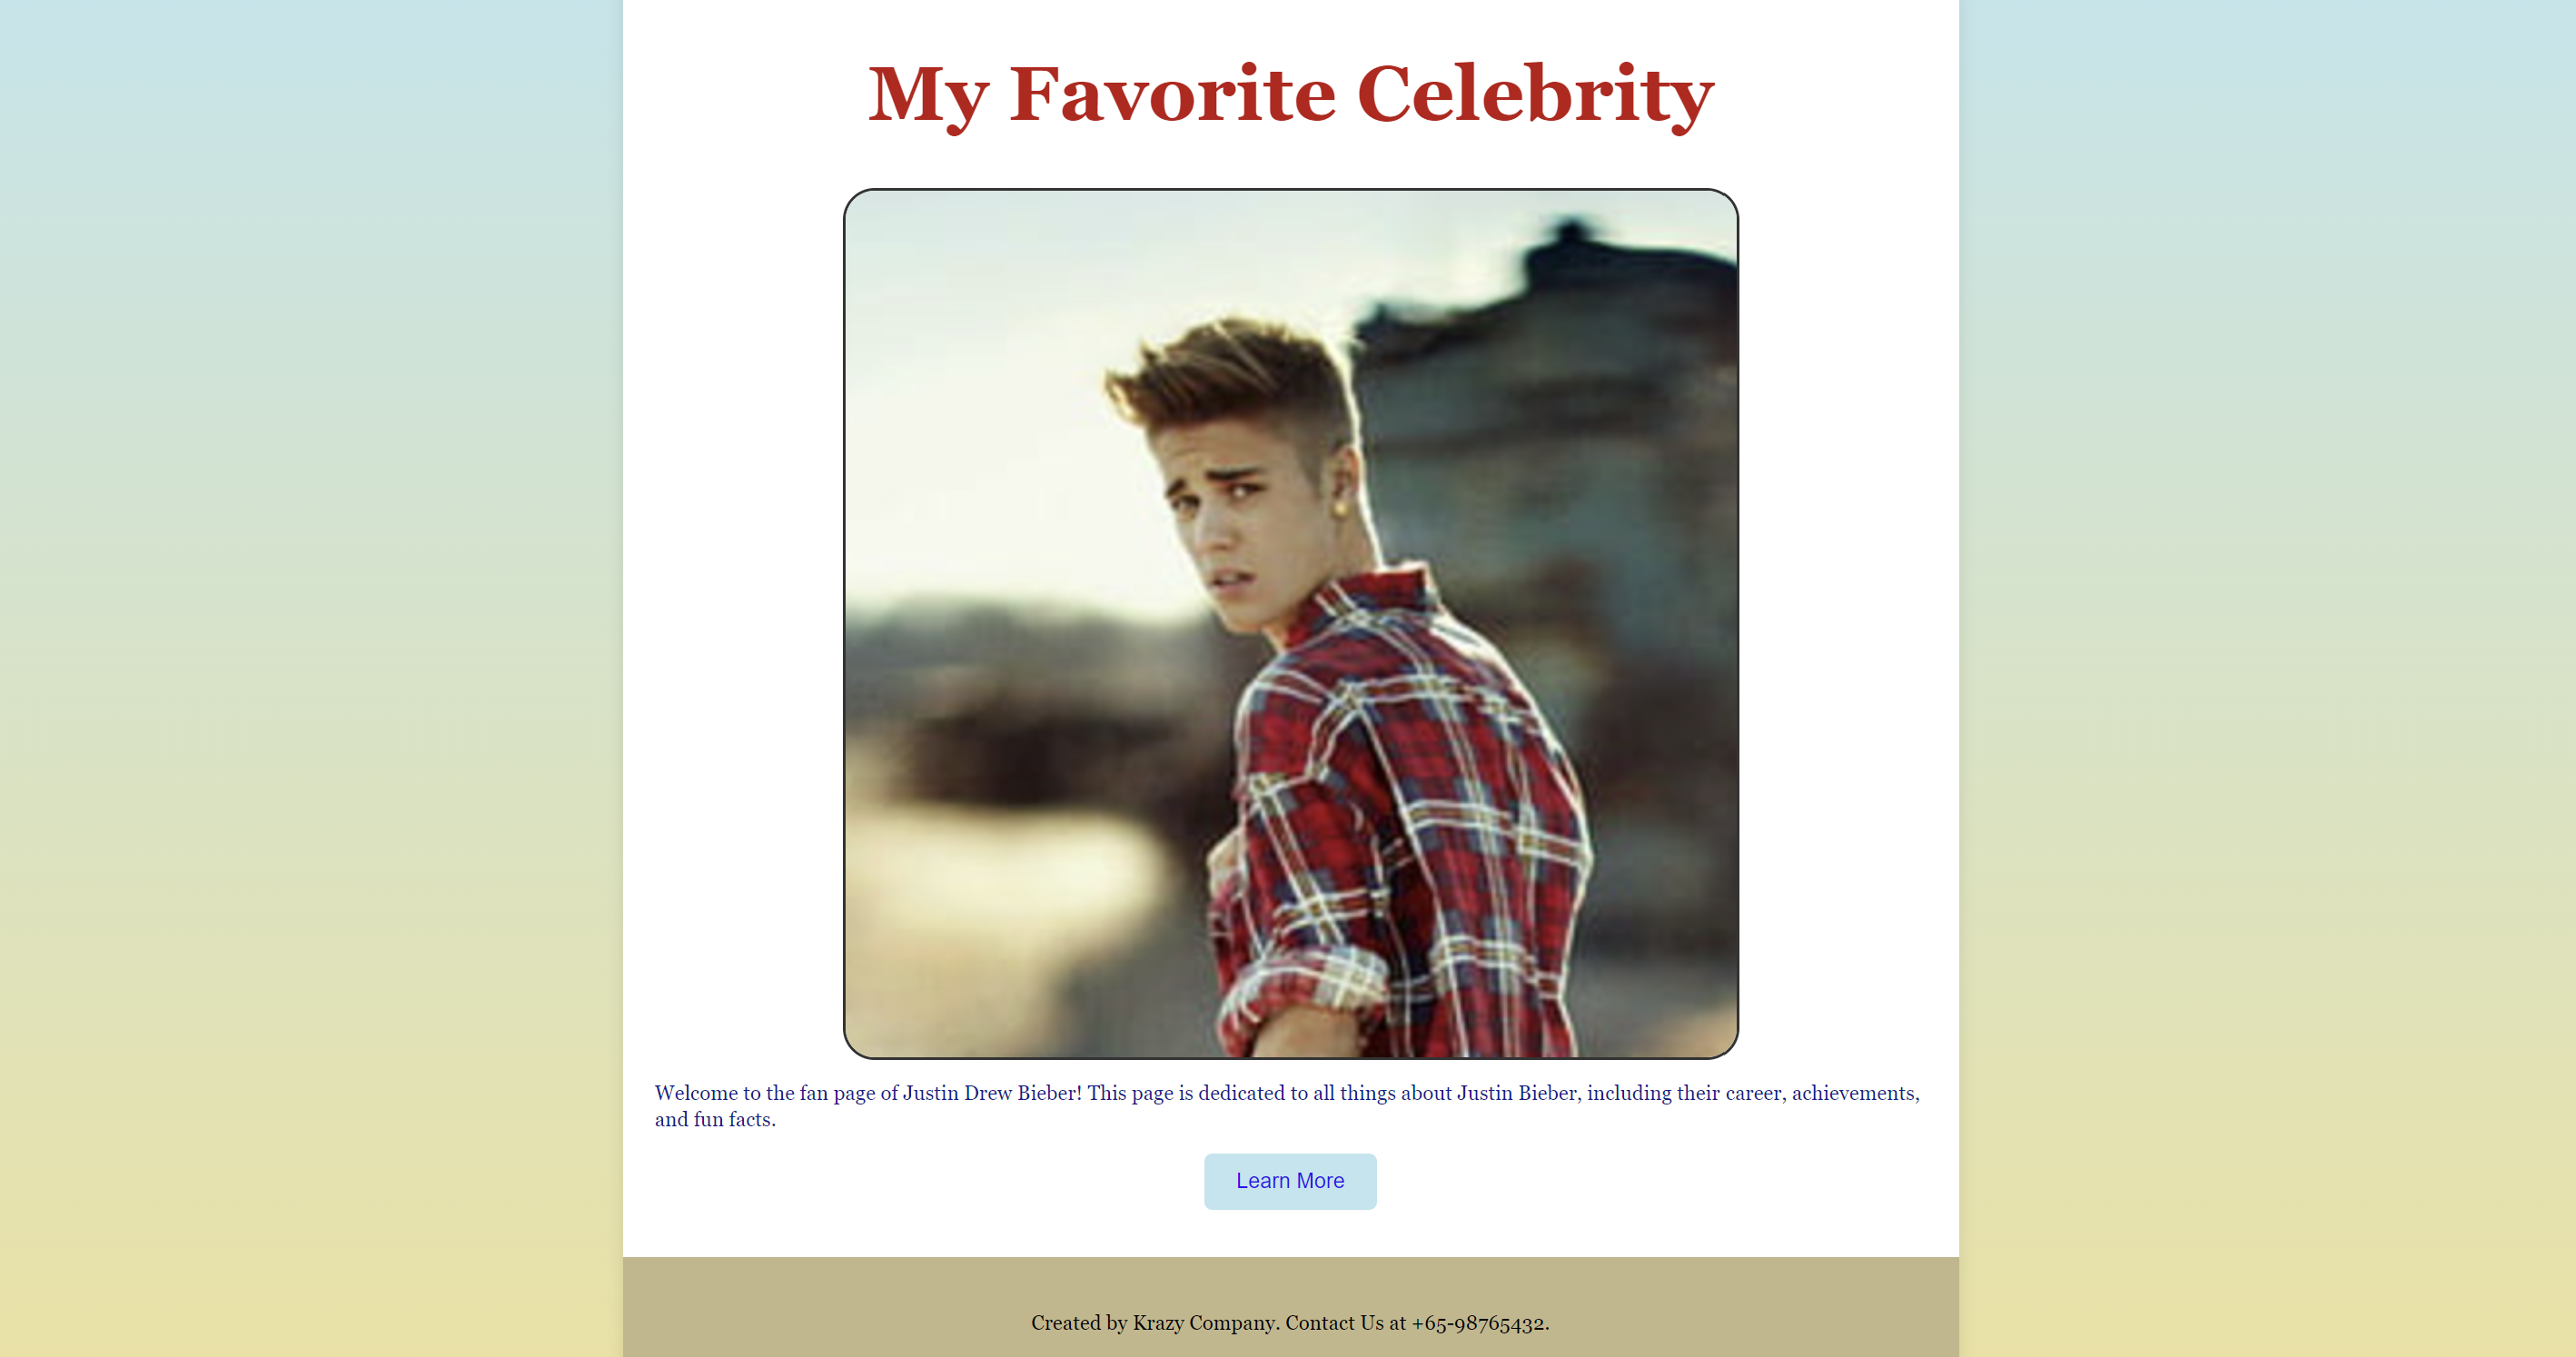 My Favorite Celebrity
Welcome to the fan page of Justin Drew Bieber! This page is dedicated to all things about Justin Bieber, including their career, achievements,
and fun facts.
Learn More
Created by Krazy Company. Contact Us at +65-98765432.